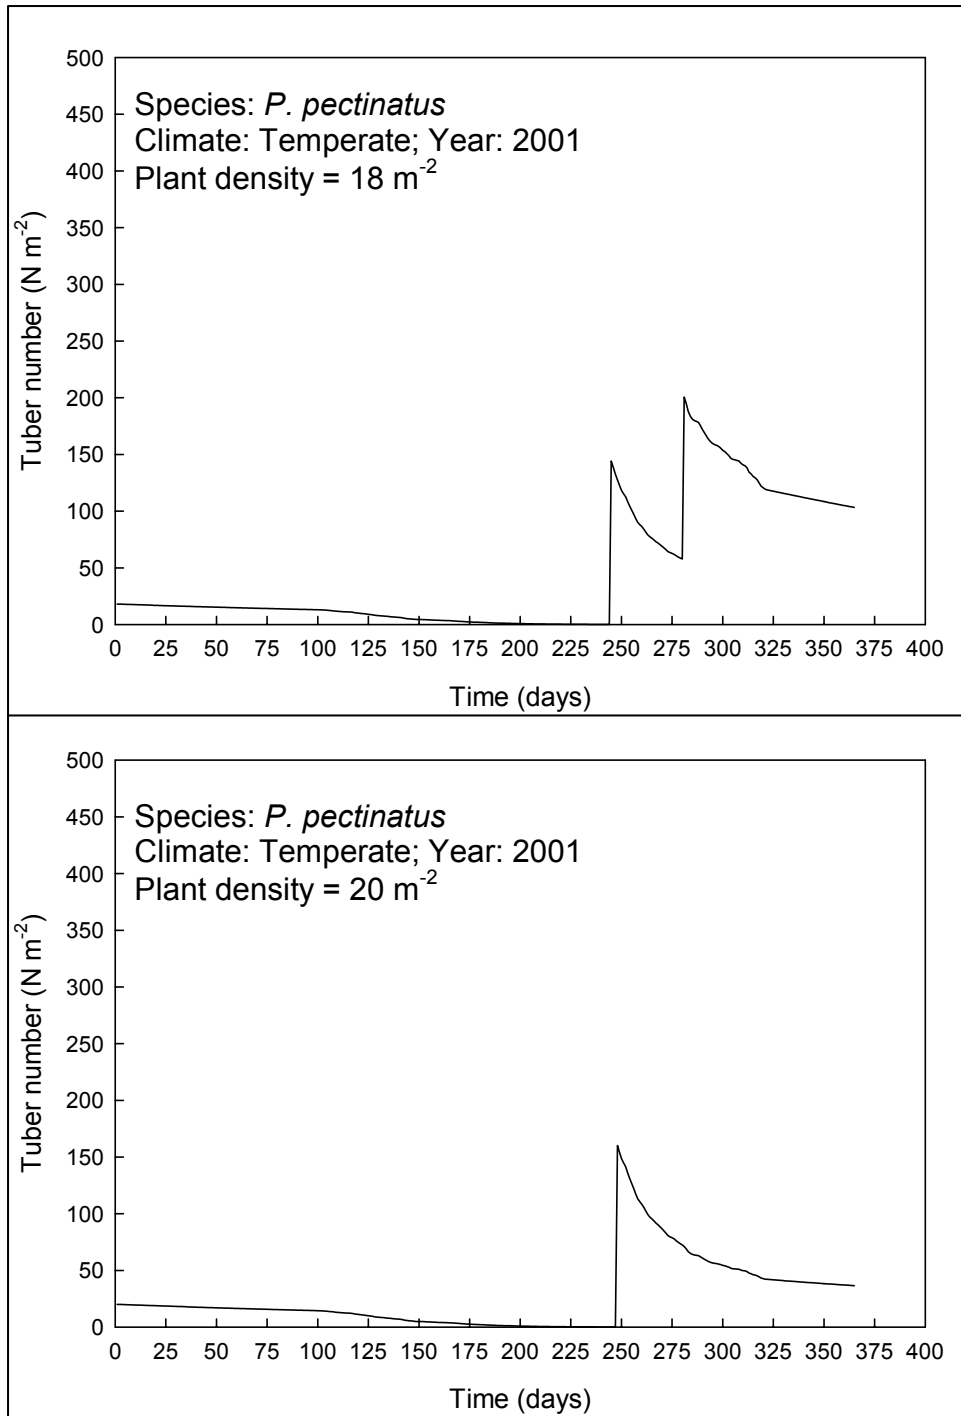 500
450
400
350
300
250
200
150
100
50
0
Tuber number (N m-2)
Species: P. pectinatus
Climate: Temperate; Year: 2001
Plant density = 18 m-2
0 25 50 75 100 125 150 175 200 225 250 275 300 325 350 375 400
Time (days)
500
450
400
350
300
250
200
150
100
50
0
Tuber number (N m-2)
Species: P. pectinatus
Climate: Temperate; Year: 2001
Plant density = 20 m-2
0 25 50 75 100 125 150 175 200 225 250 275 300 325 350 375 400
Time (days)